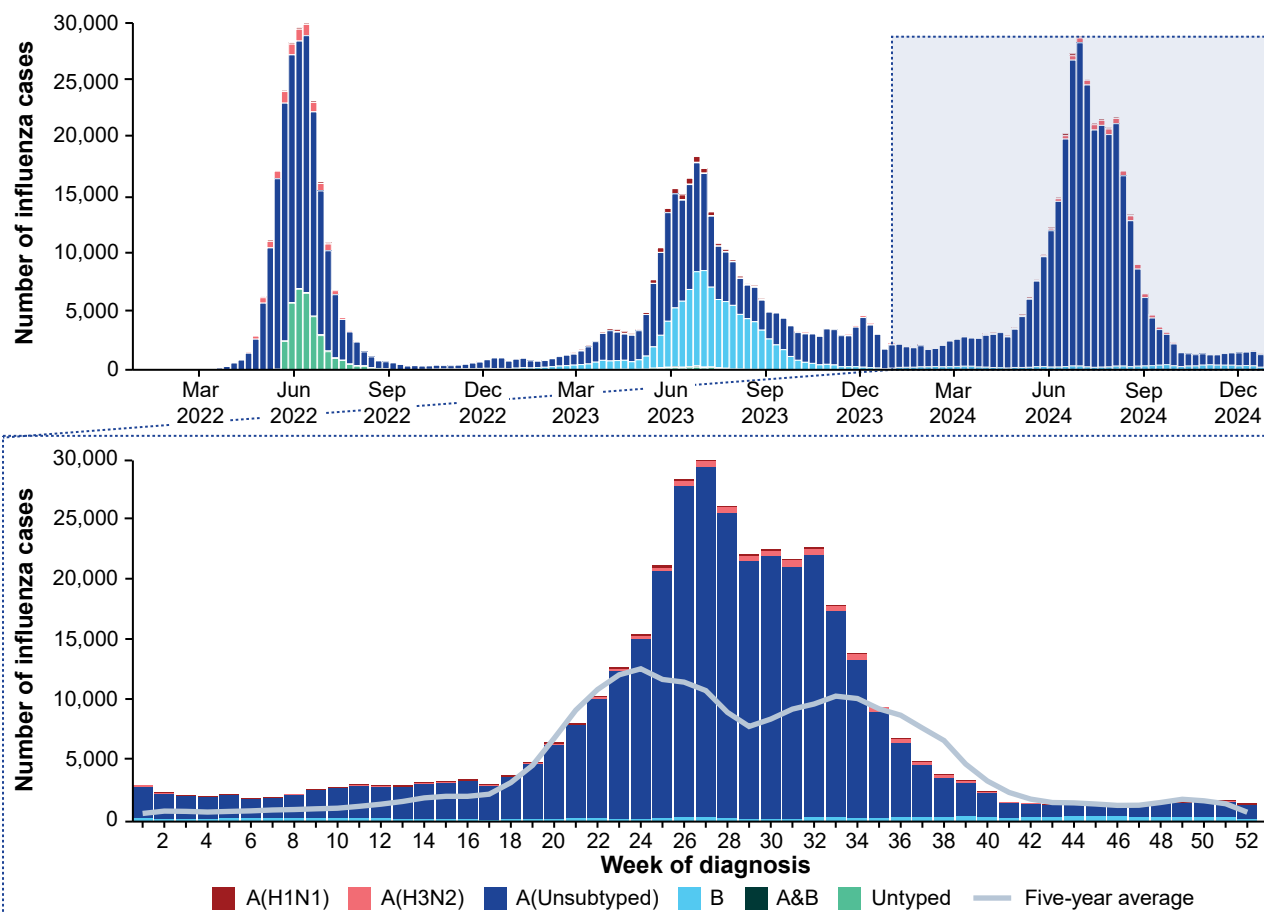 Number of influenza cases
30,000
25,000
20,000
15,000
10,000
5,000
0
Mar Jun Sep Dec Mar Jun Sep Dec Mar Jun Sep Dec
2022 2022 2022 2022 2023 2023 2023 2023 2024 2024 2024 2024
Number of influenza cases
30,000
25,000
20,000
15,000
10,000
5,000
0
2 4 6 8 10 12 14 16 18 20 22 24 26 28 30 32 34 36 38 40 42 44 46 48 50 52
Week of diagnosis
A(H1N1) A(H3N2) A(Unsubtyped) B A&B Untyped Five-year average